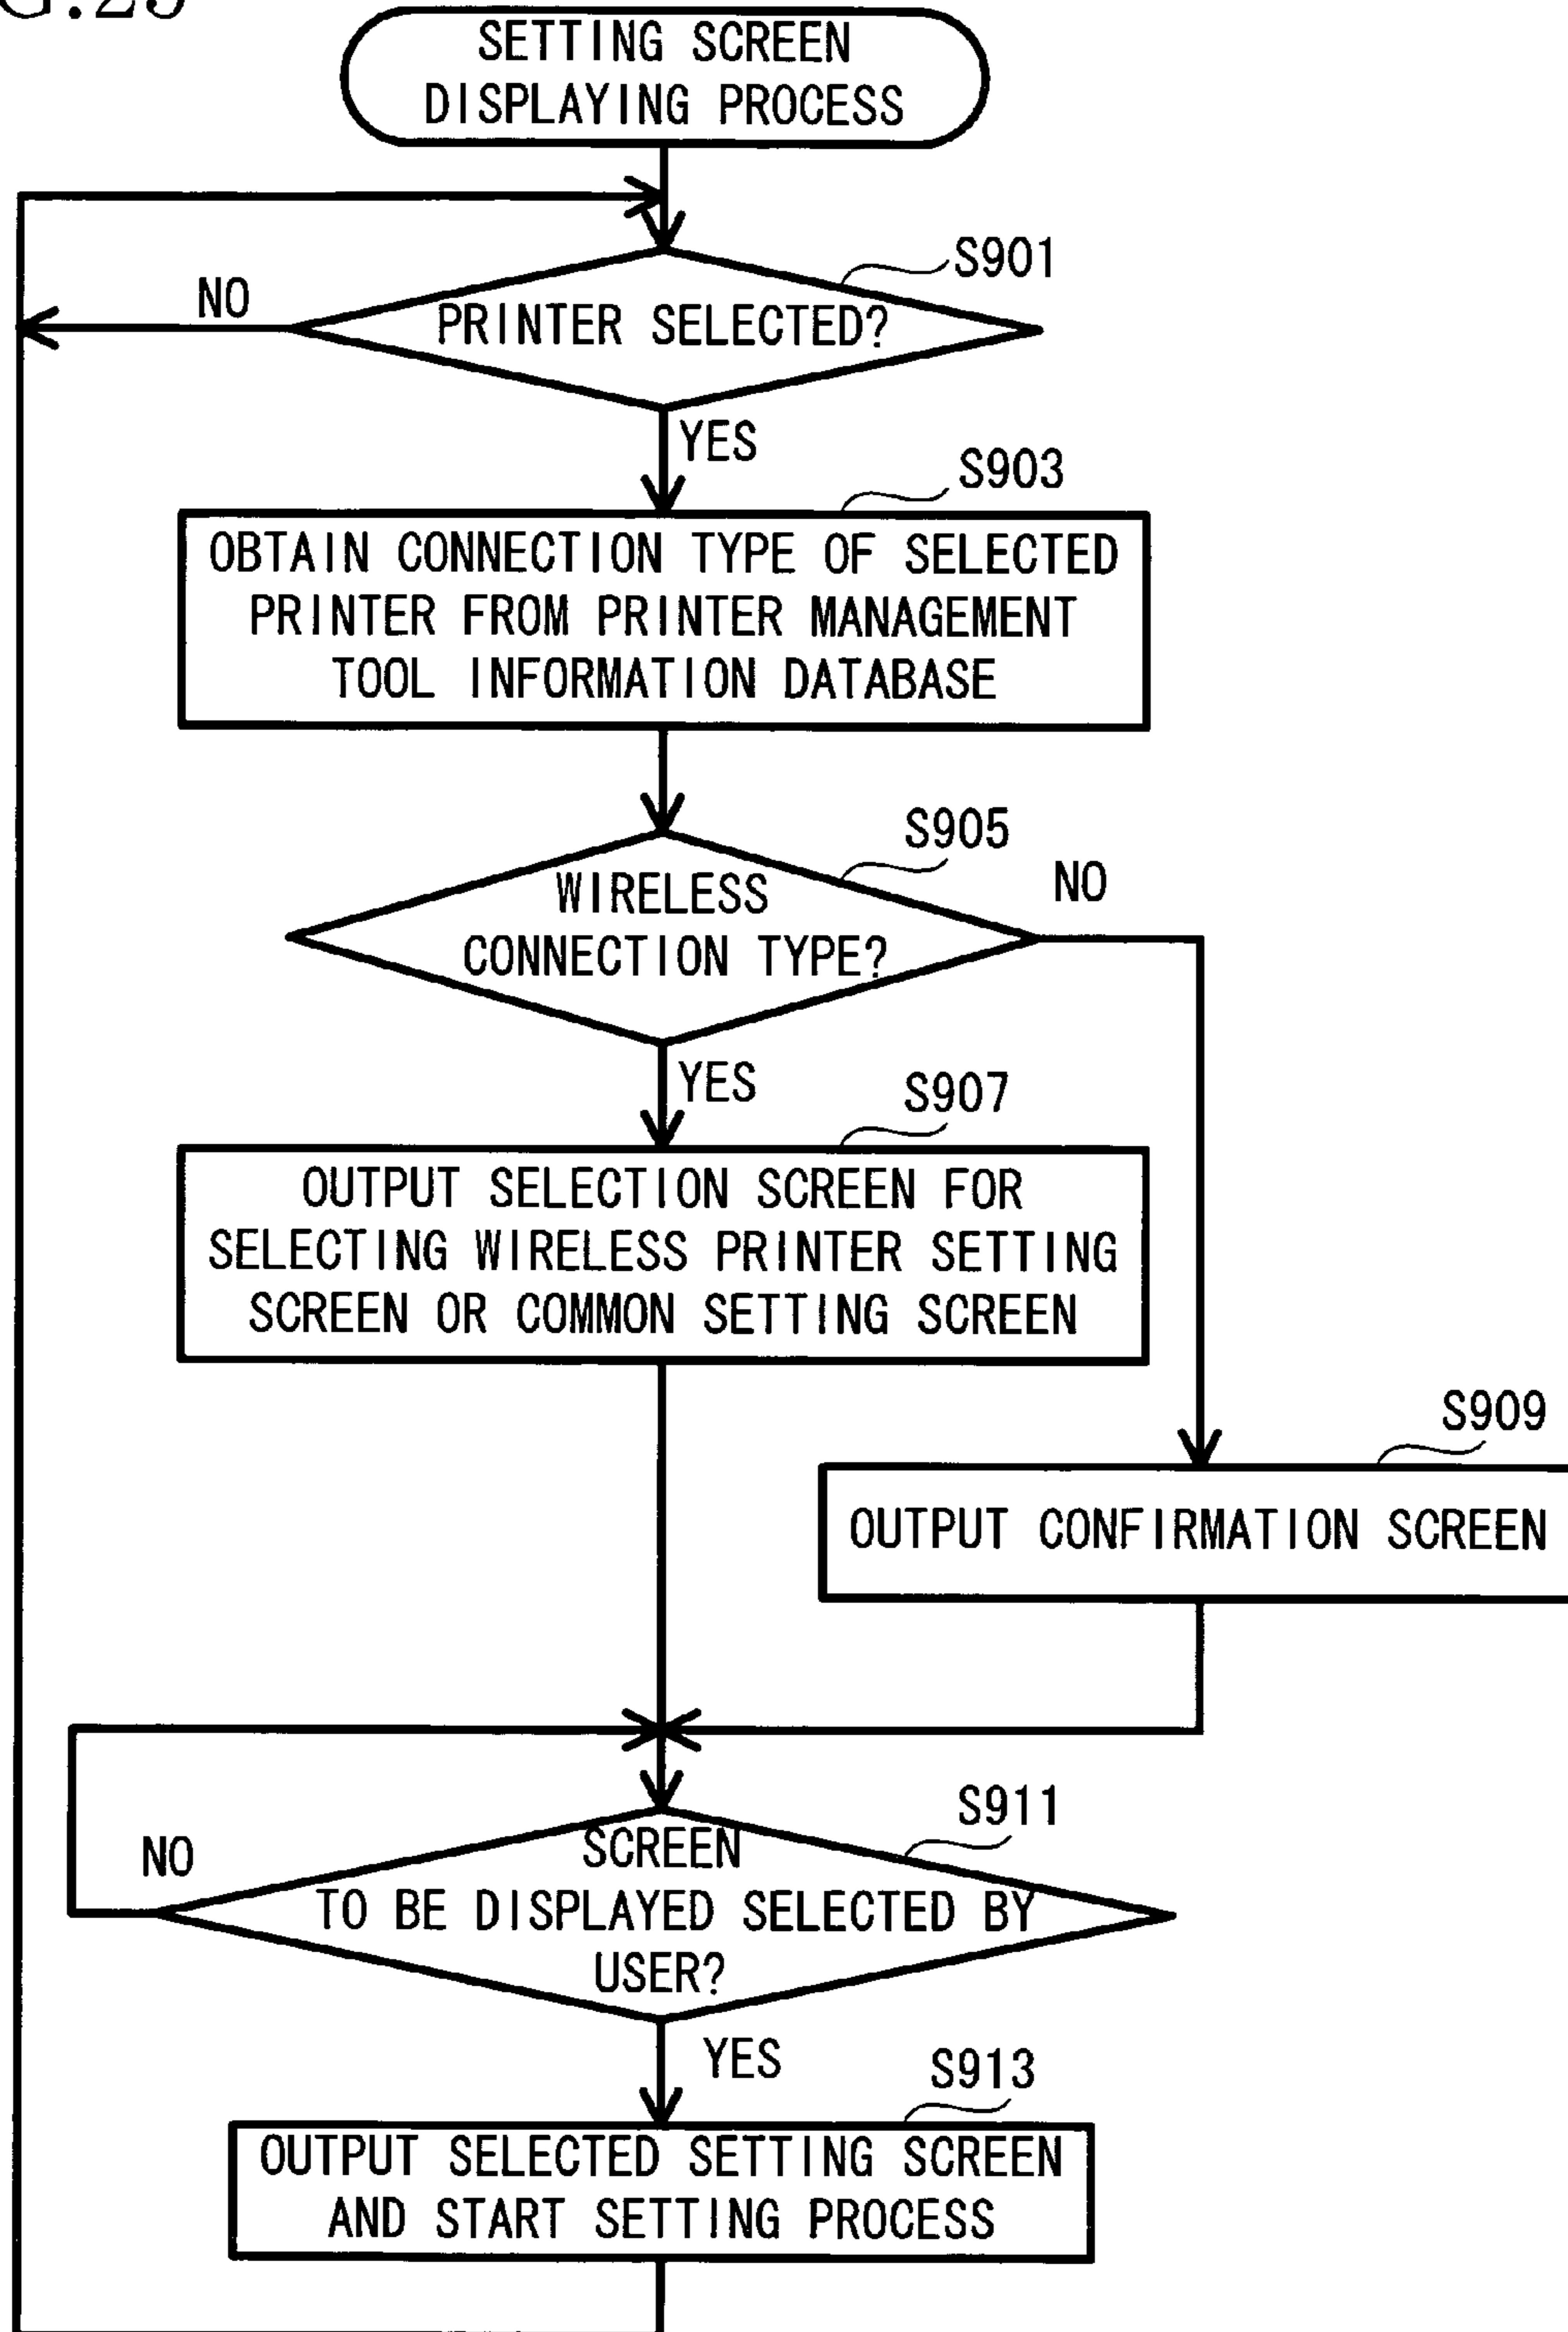 SETTING SCREEN
DISPLAYING PROCESS
S901
NO
PRINTER SELECTED?
YES
S903
OBTAIN CONNECTION TYPE OF SELECTED
PRINTER FROM PRINTER MANAGEMENT
TOOL INFORMATION DATABASE
S905
NO
WIRELESS
CONNECTION TYPE?
YES
S907
OUTPUT SELECTION SCREEN FOR
SELECTING WIRELESS PRINTER SETTING
SCREEN OR COMMON SETTING SCREEN
S909
OUTPUT CONFIRMATION SCREEN
S911
NO
SCREEN
TO BE DISPLAYED SELECTED BY
USER?
YES
S913
OUTPUT SELECTED SETTING SCREEN
AND START SETTING PROCESS